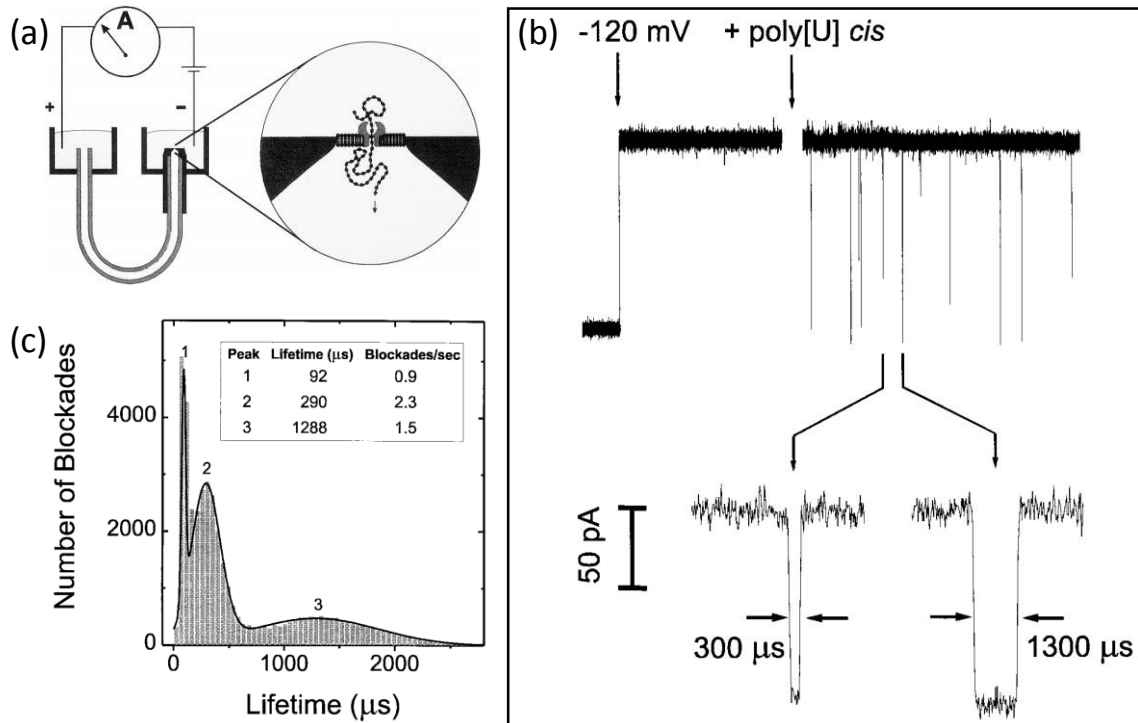 (a)
A
+
-
(b)
-120 mV + poly[U] cis
50 pA
300 µs
1300 µs
(c)
Number of Blockades
4000
2000
0
1
2
3
Peak Lifetime (µs) Blockades/sec
1 92 0.9
2 290 2.3
3 1288 1.5
0 1000 2000
Lifetime (µs)